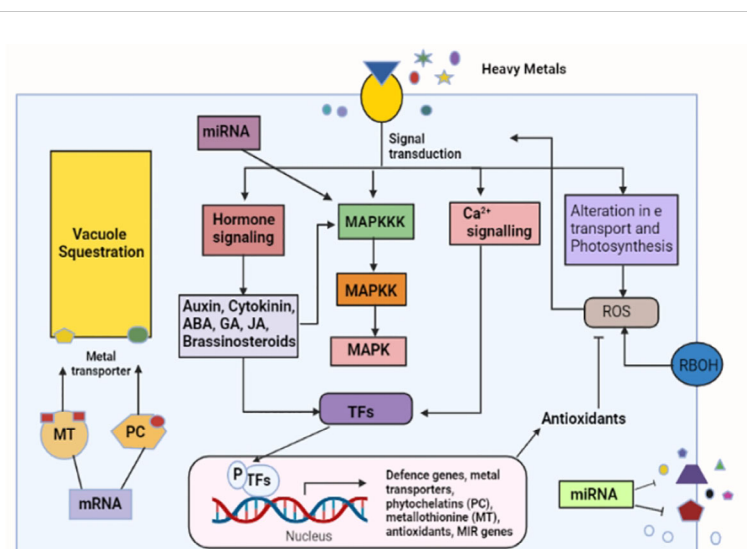 Heavy Metals
miRNA
Signal
transduction
Vacuole
Squestration
Hormone
signaling
MAPKKK
Ca²⁺
signalling
Alteration in e
transport and
Photosynthesis
MAPKK
Auxin, Cytokinin,
ABA, GA, JA,
Brassinosteroids
ROS
MAPK
Metal
transporter
RBOH
TFs
Antioxidants
MT
PC
mRNA
P
TFs
Defence genes, metal
transporters,
phytochelatins (PC),
metallothionine (MT),
antioxidants, MIR genes
Nucleus
miRNA